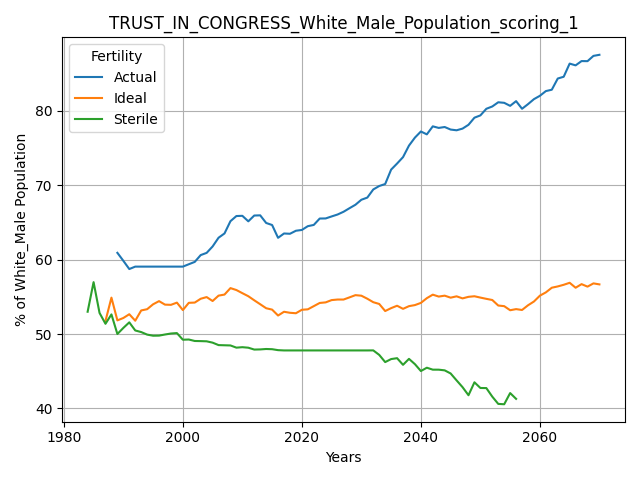 TRUST_IN_CONGRESS_White_Male_Population_scoring_1
Fertility
Actual
Ideal
Sterile
% of White_Male Population
80
70
60
50
40
1980
2000
2020
2040
2060
Years